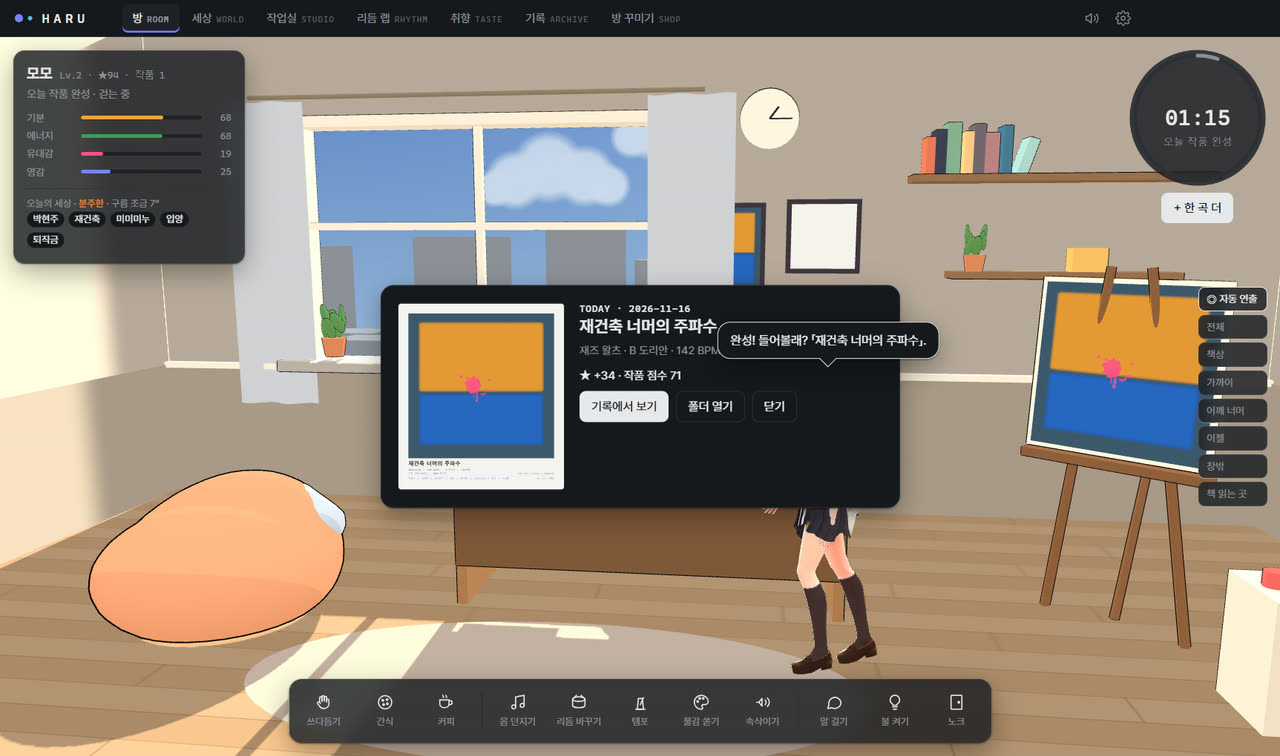 HARU
방 ROOM
세상 WORLD
작업실 STUDIO
리듬 랩 RHYTHM
취향 TASTE
기록 ARCHIVE
방 꾸미기 SHOP
모모 Lv.2 · ★94 · 작품 1
오늘 작품 완성 · 걷는 중
기분 68
에너지 68
유대감 19
영감 25
오늘의 세상 · 분주한 · 구름 조금 7°
박현주 재건축 미미미누 입양
퇴직금
01:15
오늘 작품 완성
+ 한 곡 더
TODAY · 2026-11-16
재건축 너머의 주파수
재즈 왈츠 · B 도리안 · 142 BPM
★ +34 · 작품 점수 71
기록에서 보기
폴더 열기
닫기
완성! 들어볼래? 「재건축 너머의 주파수」.
재건축 너머의 주파수
◎ 자동 연출
전체
책상
가까이
어깨 너머
이젤
창밖
책 읽는 곳
쓰다듬기
간식
커피
음 던지기
리듬 바꾸기
템포
물감 쏟기
속삭이기
말 걸기
불 켜기
노크